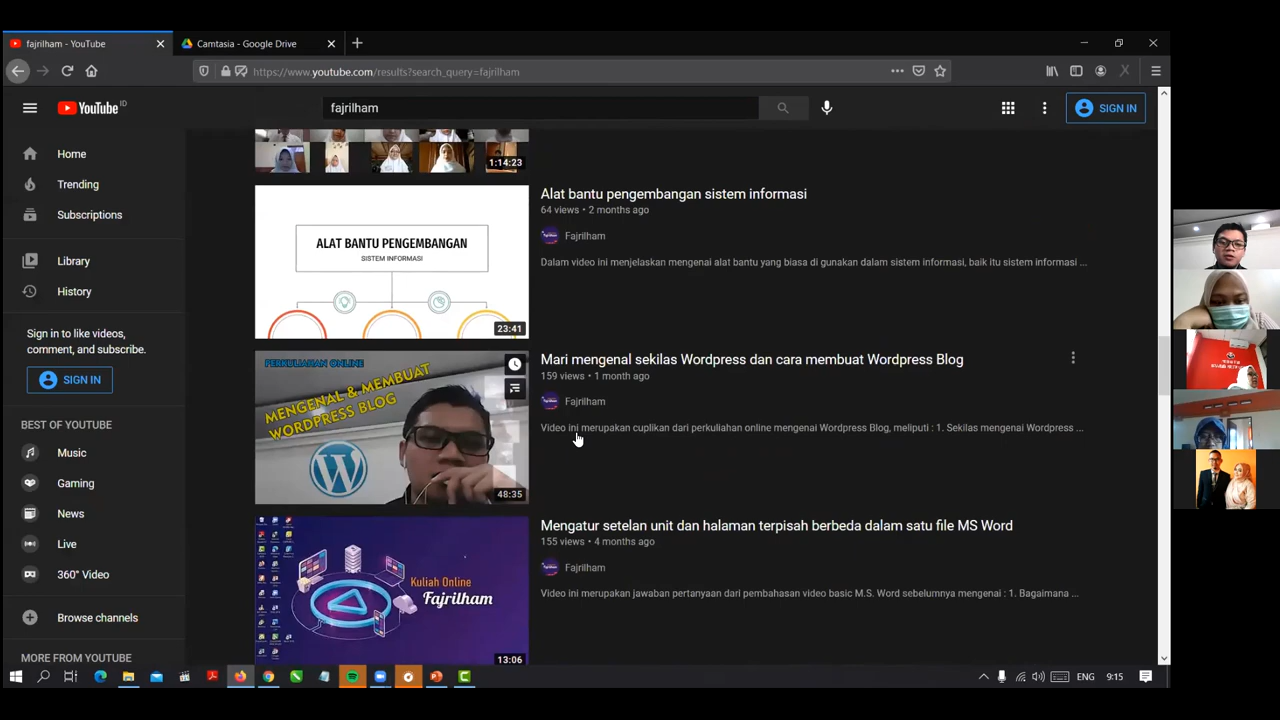 fajrilham - YouTube
Camtasia - Google Drive
https://www.youtube.com/results?search_query=fajrilham
YouTube ID
fajrilham
SIGN IN
Home
Trending
Subscriptions
Library
History
Sign in to like videos,
comment, and subscribe.
SIGN IN
BEST OF YOUTUBE
Music
Gaming
News
Live
360° Video
Browse channels
MORE FROM YOUTUBE
1:14:23
ALAT BANTU PENGEMBANGAN
SISTEM INFORMASI
23:41
Alat bantu pengembangan sistem informasi
64 views • 2 months ago
Fajrilham
Dalam video ini menjelaskan mengenai alat bantu yang biasa di gunakan dalam sistem informasi, baik itu sistem informasi ...
PERKULIAHAN ONLINE
MENGENAL & MEMBUAT
WORDPRESS BLOG
48:35
Mari mengenal sekilas Wordpress dan cara membuat Wordpress Blog
159 views • 1 month ago
Fajrilham
Video ini merupakan cuplikan dari perkuliahan online mengenai Wordpress Blog, meliputi : 1. Sekilas mengenai Wordpress ...
Kuliah Online
Fajrilham
13:06
Mengatur setelan unit dan halaman terpisah berbeda dalam satu file MS Word
155 views • 4 months ago
Fajrilham
Video ini merupakan jawaban pertanyaan dari pembahasan video basic M.S. Word sebelumnya mengenai : 1. Bagaimana ...
ENG
9:15